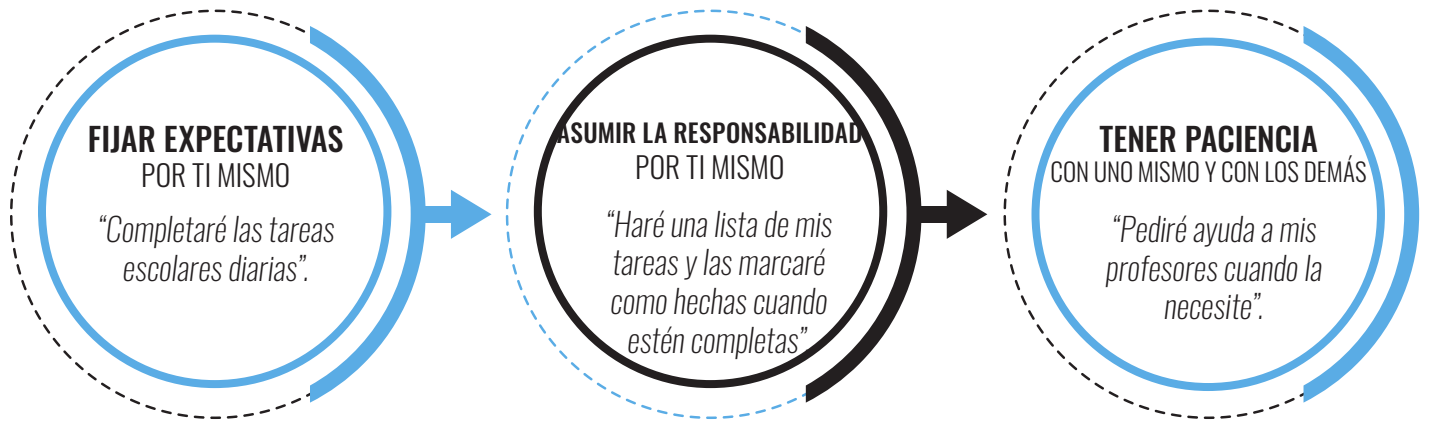 FIJAR EXPECTATIVAS
POR TI MISMO
“Completaré las tareas
escolares diarias”.
ASUMIR LA RESPONSABILIDAD
POR TI MISMO
“Haré una lista de mis
tareas y las marcaré
como hechas cuando
estén completas”
TENER PACIENCIA
CON UNO MISMO Y CON LOS DEMÁS
“Pediré ayuda a mis
profesores cuando la
necesite”.